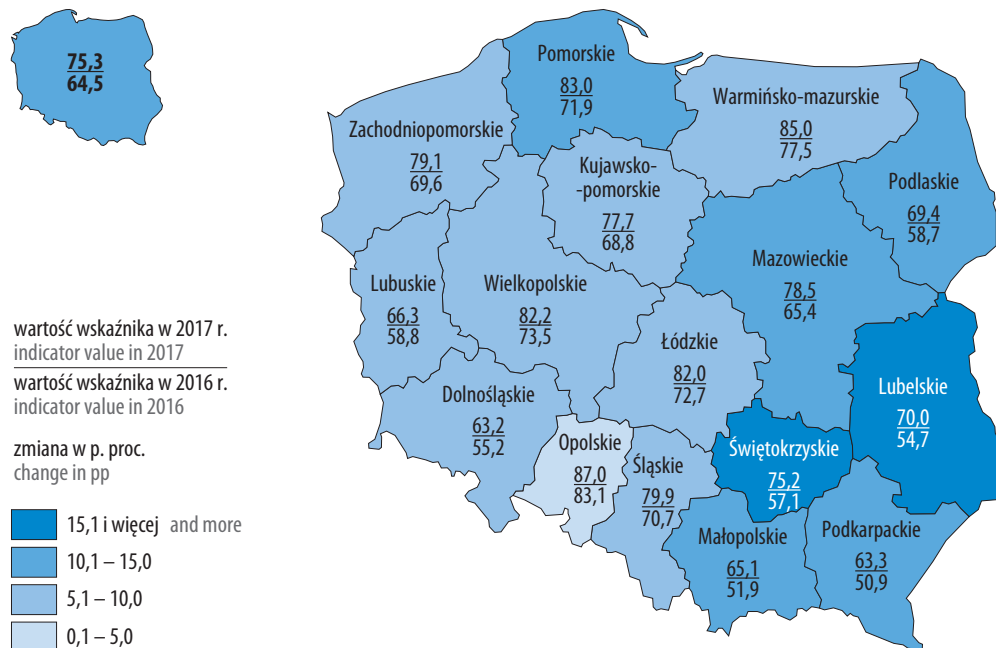 75,3
64,5
Pomorskie
83,0
71,9
Warmińsko-mazurskie
85,0
77,5
Zachodniopomorskie
79,1
69,6
Kujawsko-
-pomorskie
77,7
68,8
Podlaskie
69,4
58,7
Mazowieckie
78,5
65,4
Lubuskie
66,3
58,8
Wielkopolskie
82,2
73,5
Łódzkie
82,0
72,7
Lubelskie
70,0
54,7
Dolnośląskie
63,2
55,2
Opolskie
87,0
83,1
Śląskie
79,9
70,7
Świętokrzyskie
75,2
57,1
Małopolskie
65,1
51,9
Podkarpackie
63,3
50,9
wartość wskaźnika w 2017 r.
indicator value in 2017
wartość wskaźnika w 2016 r.
indicator value in 2016
zmiana w p. proc.
change in pp
15,1 i więcej and more
10,1 – 15,0
5,1 – 10,0
0,1 – 5,0